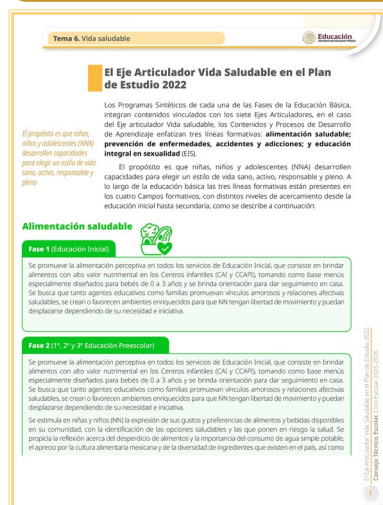 Tema 6. Vida saludable
Educación
El Eje Articulador Vida Saludable en el Plan
de Estudio 2022
El propósito es que niñas,
niños y adolescentes (NNA)
desarrollen capacidades
para elegir un estilo de vida
sano, activo, responsable y
pleno
Los Programas Sintéticos de cada una de las Fases de la Educación Básica,
integran contenidos vinculados con los siete Ejes Articuladores, en el caso
del Eje articulador Vida saludable, los Contenidos y Procesos de Desarrollo
de Aprendizaje enfatizan tres líneas formativas: alimentación saludable;
prevención de enfermedades, accidentes y adicciones; y educación
integral en sexualidad (EIS).
El propósito es que niñas, niños y adolescentes (NNA) desarrollen
capacidades para elegir un estilo de vida sano, activo, responsable y pleno. A
lo largo de la educación básica las tres líneas formativas están presentes en
los cuatro Campos formativos, con distintos niveles de acercamiento desde la
educación inicial hasta secundaria, como se describe a continuación:
Alimentación saludable
Fase 1 (Educación Inicial)
Se promueve la alimentación perceptiva en todos los servicios de Educación Inicial, que consiste en brindar
alimentos con alto valor nutrimental en los Centros infantiles (CAI y CCAPI), tomando como base menús
especialmente diseñados para bebés de 0 a 3 años y se brinda orientación para dar seguimiento en casa.
Se busca que tanto agentes educativos como familias promuevan vínculos amorosos y relaciones afectivas
saludables, se crean o favorecen ambientes enriquecidos para que NN tengan libertad de movimiento y puedan
desplazarse dependiendo de su necesidad e iniciativa.
Fase 2 (1º, 2º y 3º Educación Preescolar)
Se promueve la alimentación perceptiva en todos los servicios de Educación Inicial, que consiste en brindar
alimentos con alto valor nutrimental en los Centros infantiles (CAI y CCAPI), tomando como base menús
especialmente diseñados para bebés de 0 a 3 años y se brinda orientación para dar seguimiento en casa.
Se busca que tanto agentes educativos como familias promuevan vínculos amorosos y relaciones afectivas
saludables, se crean o favorecen ambientes enriquecidos para que NN tengan libertad de movimiento y puedan
desplazarse dependiendo de su necesidad e iniciativa.
Se estimula en niñas y niños (NN) la expresión de sus gustos y preferencias de alimentos y bebidas disponibles
en su comunidad, con la identificación de las opciones saludables y las que ponen en riesgo la salud. Se
propicia la reflexión acerca del desperdicio de alimentos y la importancia del consumo de agua simple potable,
el aprecio por la cultura alimentaria mexicana y de la diversidad de ingredientes que existen en el país, así como
El Eje Articulador Vida Saludable en el Plan de Estudio 2022
Consejo Técnico Escolar. Ciclo Escolar 2025-2026